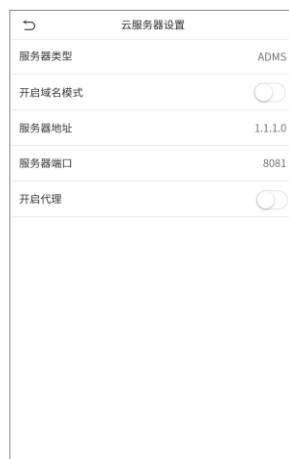 云服务器设置
服务器类型 ADMS
开启域名模式
服务器地址 1.1.1.0
服务器端口 8081
开启代理